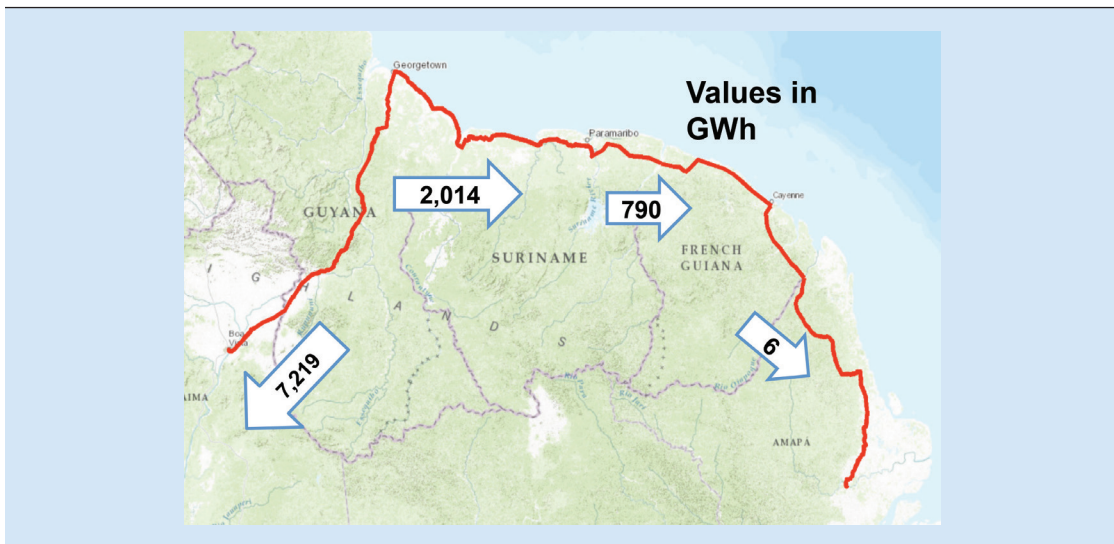 Georgetown
Values in
GWh
Paramaribo
2,014
790
Cayenne
GUYANA
FRENCH
GUIANA
SURINAME
I G H L A N D S
Boa
Vista
7,219
6
AIMA
AMAPÁ